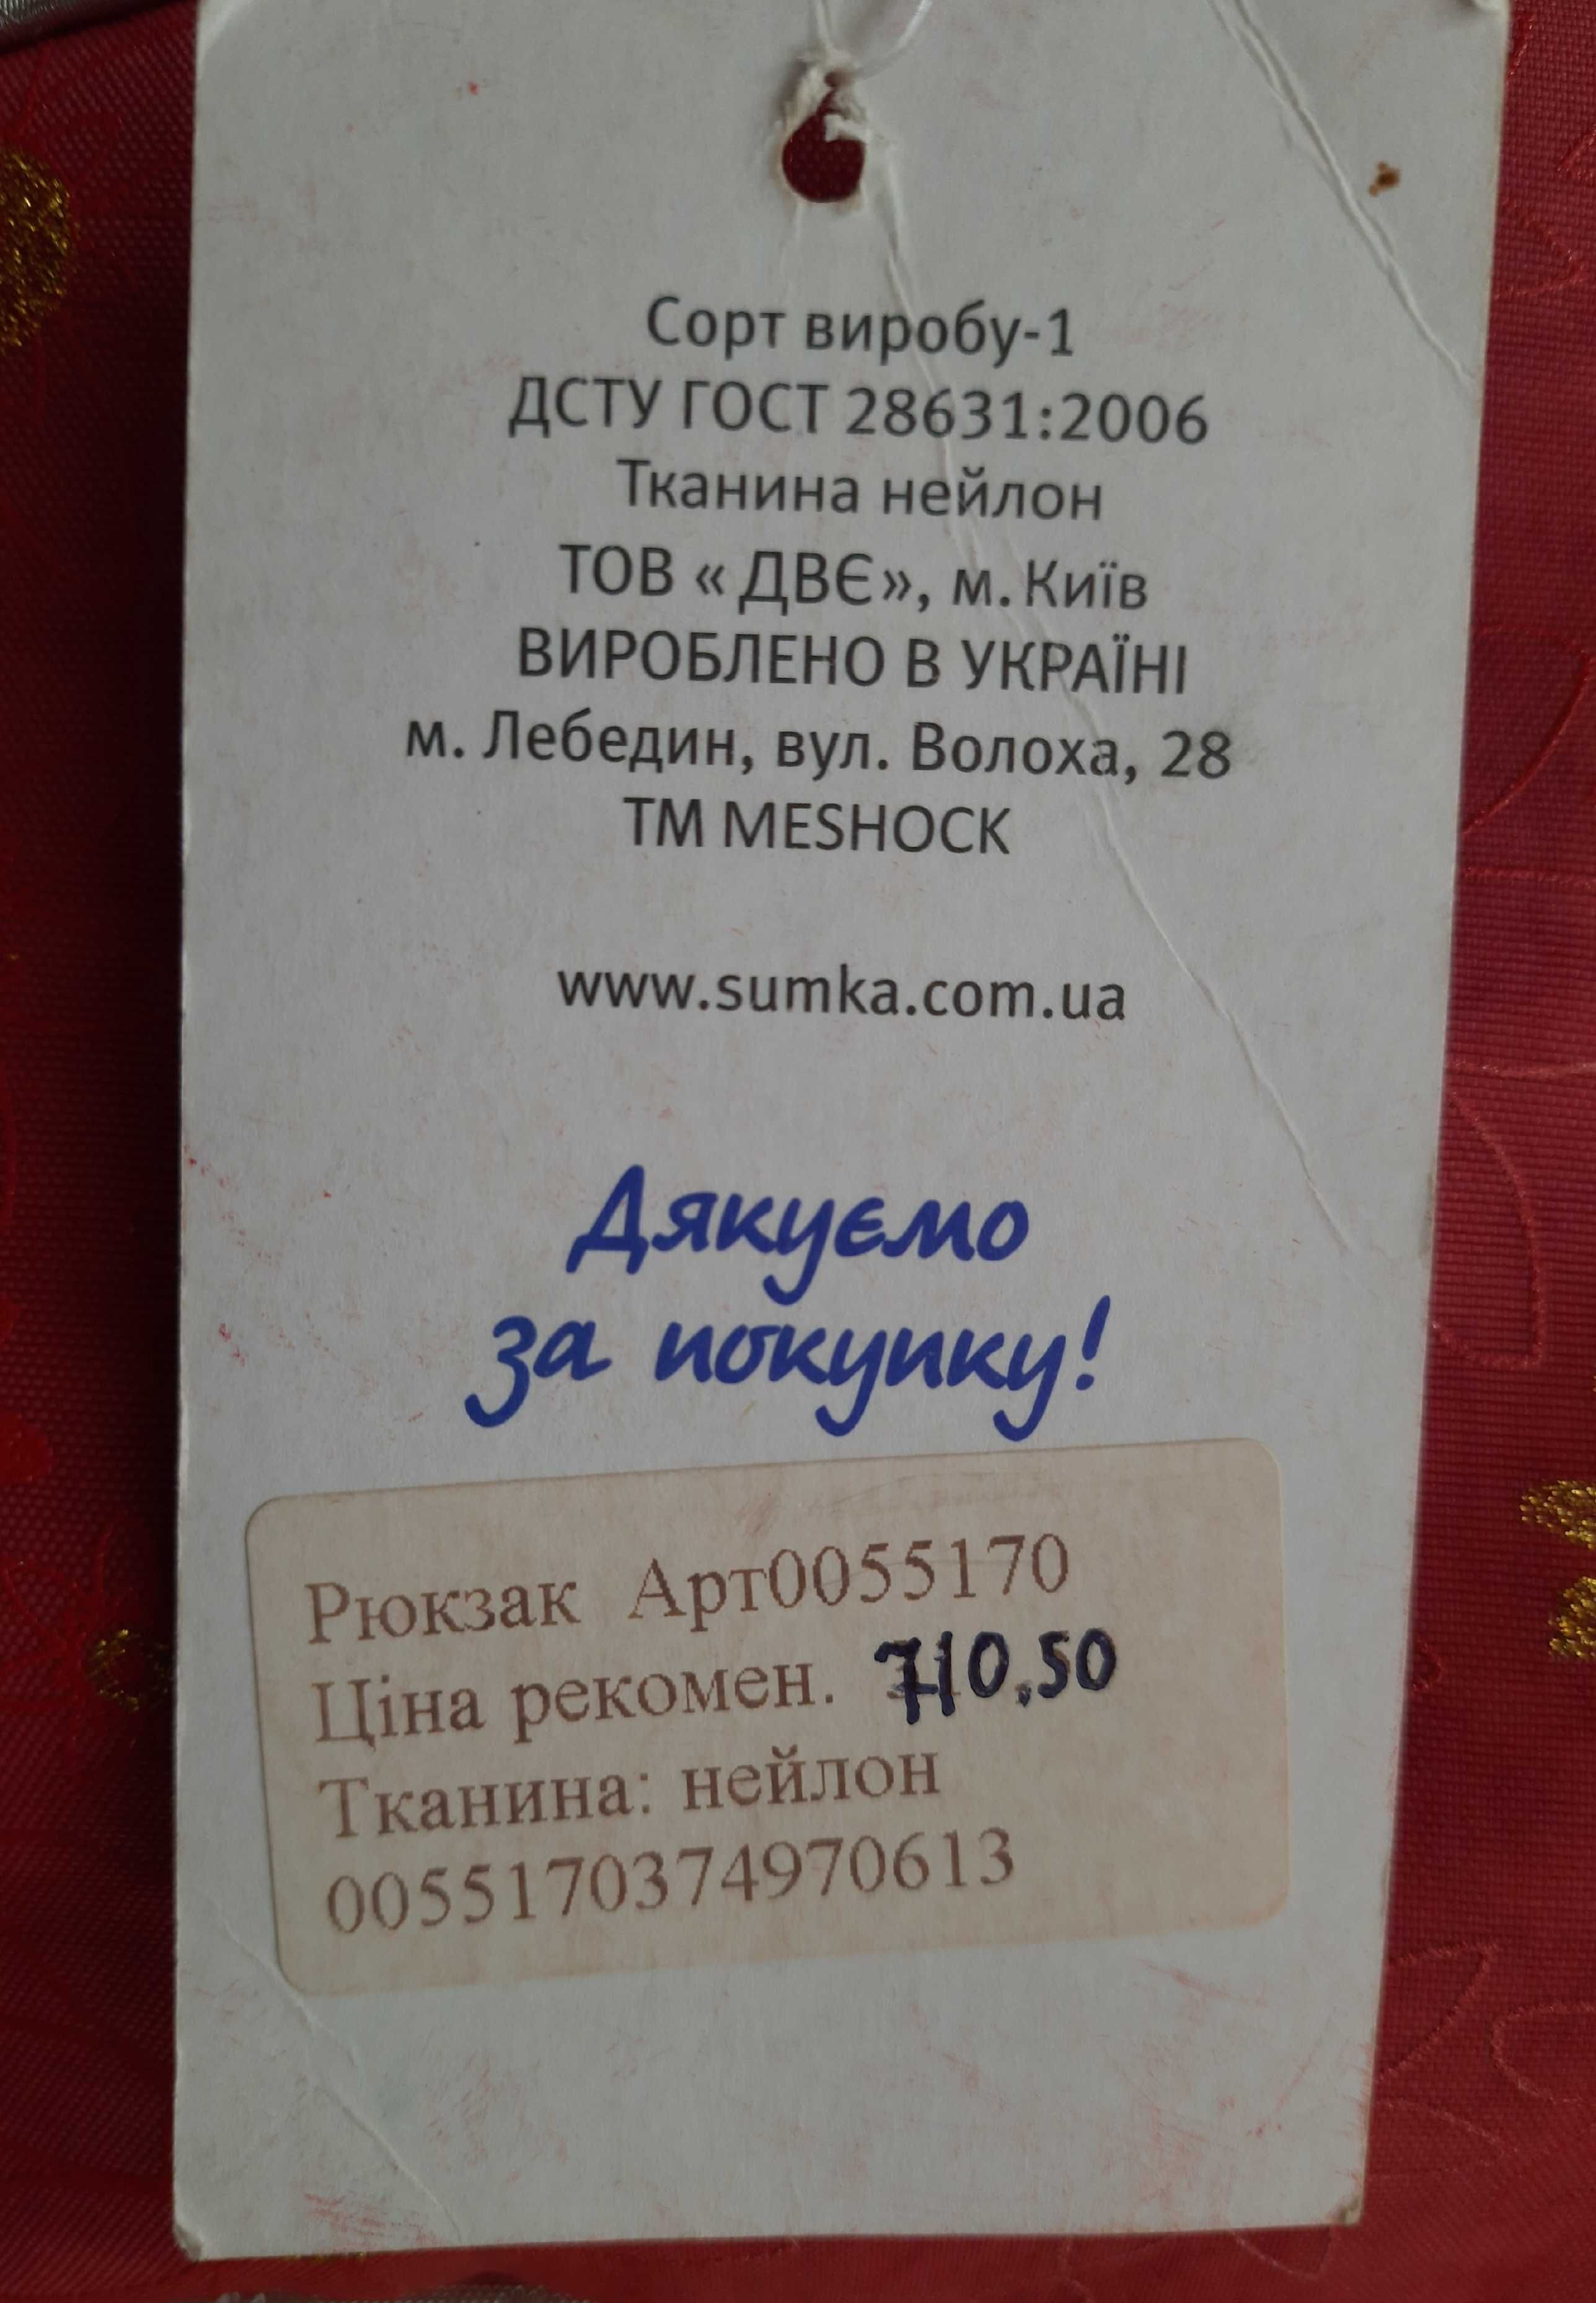 Сорт виробу-1
ДСТУ ГОСТ 28631:2006
Тканина нейлон
ТОВ « ДВЄ», м. Київ
ВИРОБЛЕНО В УКРАЇНІ
м. Лебедин, вул. Волоха, 28
ТМ MESHOCK
www.sumka.com.ua
Дякуємо
за покупку!
Рюкзак Арт0055170
Ціна рекомен. 710.50
Тканина: нейлон
0055170374970613